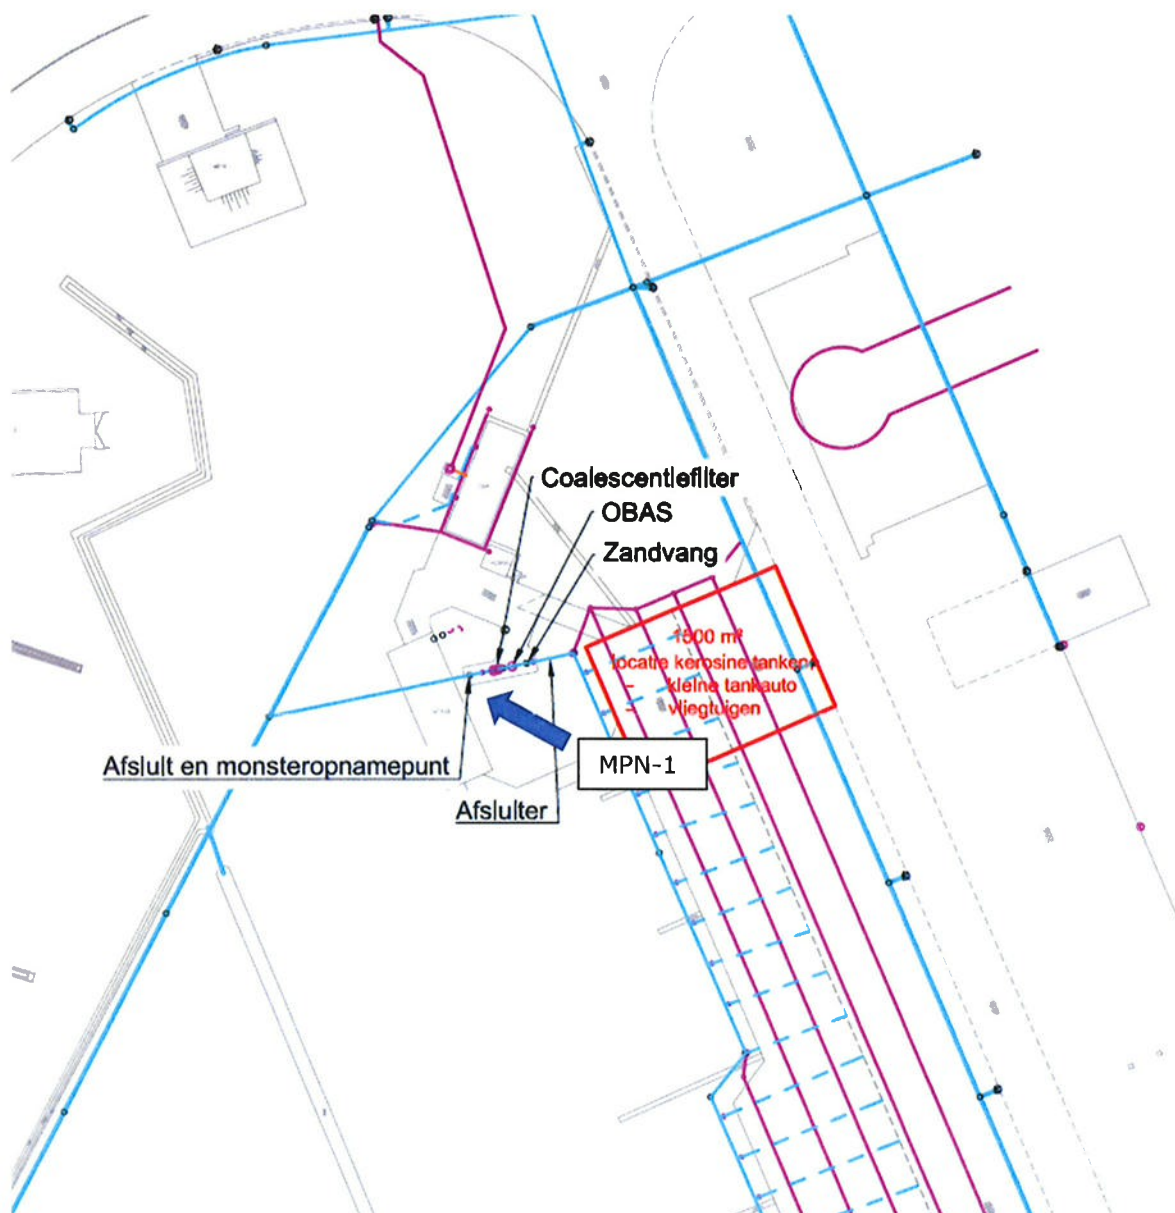 Coalescentiefilter
OBAS
Zandvang
1500 m²
locatie kerosine tanken
- kleine tankauto
- vliegtuigen
MPN-1
Afsluit en monsteropnamepunt
Afsluiter